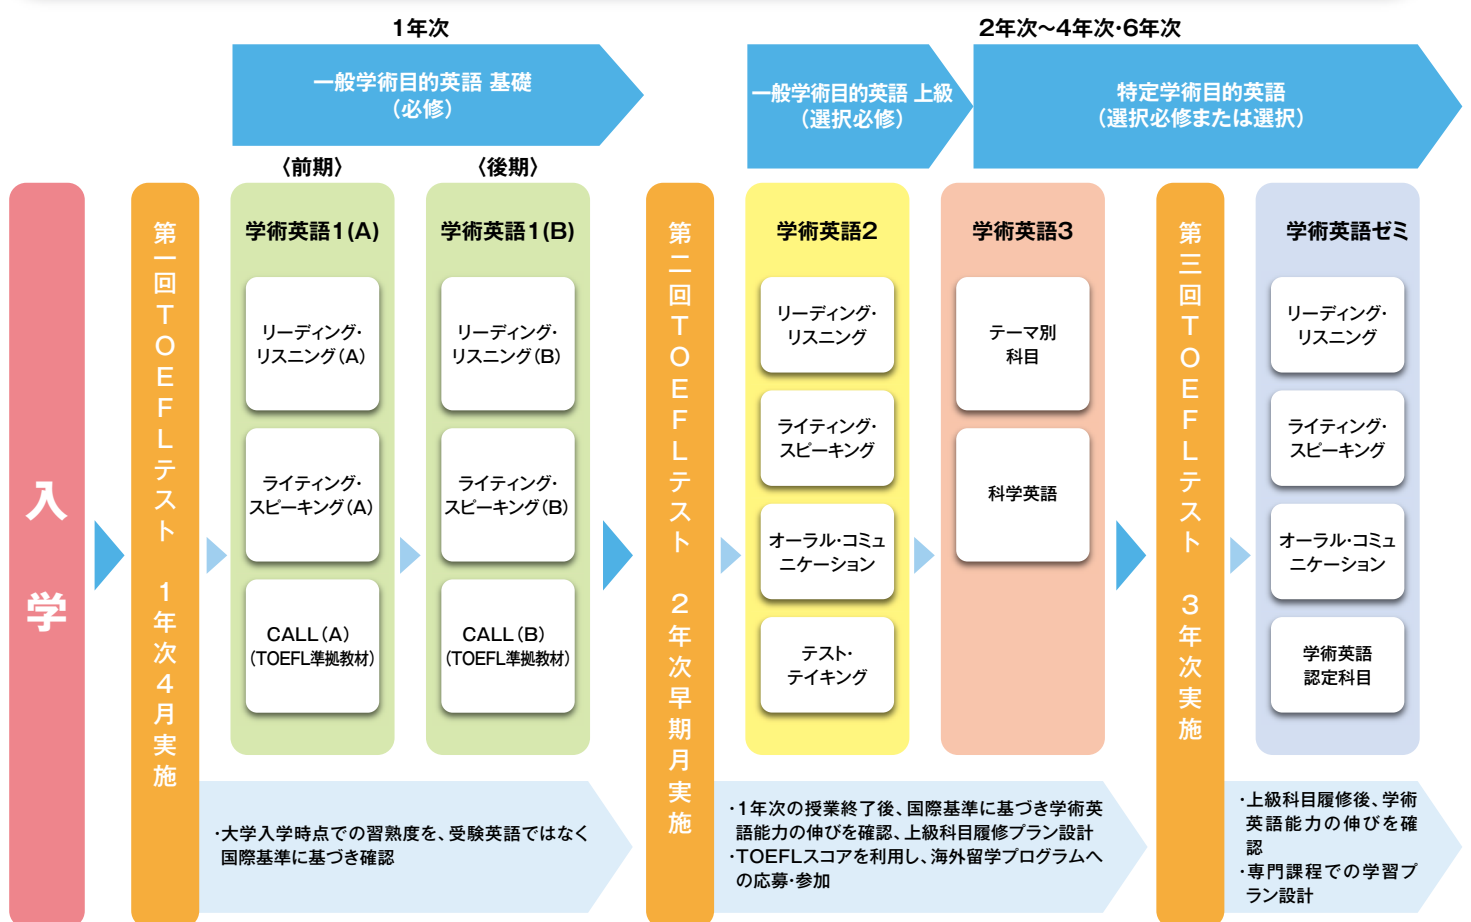 1年次
2年次～4年次・6年次
一般学術目的英語 基礎
（必修）
一般学術目的英語 上級
（選択必修）
特定学術目的英語
（選択必修または選択）
〈前期〉
〈後期〉
入学
第一回TOEFLテスト 1年次4月実施
学術英語1(A)
リーディング・
リスニング（A）
ライティング・
スピーキング（A）
CALL（A）
（TOEFL準拠教材）
学術英語1(B)
リーディング・
リスニング（B）
ライティング・
スピーキング（B）
CALL（B）
（TOEFL準拠教材）
第二回TOEFLテスト 2年次早期月実施
学術英語2
リーディング・
リスニング
ライティング・
スピーキング
オーラル・コミュ
ニケーション
テスト・
テイキング
学術英語3
テーマ別
科目
科学英語
第三回TOEFLテスト 3年次実施
学術英語ゼミ
リーディング・
リスニング
ライティング・
スピーキング
オーラル・コミュ
ニケーション
学術英語
認定科目
・大学入学時点での習熟度を、受験英語ではなく
国際基準に基づき確認
・1年次の授業終了後、国際基準に基づき学術英
語能力の伸びを確認、上級科目履修プラン設計
・TOEFLスコアを利用し、海外留学プログラムへ
の応募・参加
・上級科目履修後、学術
英語能力の伸びを確
認
・専門課程での学習プ
ラン設計